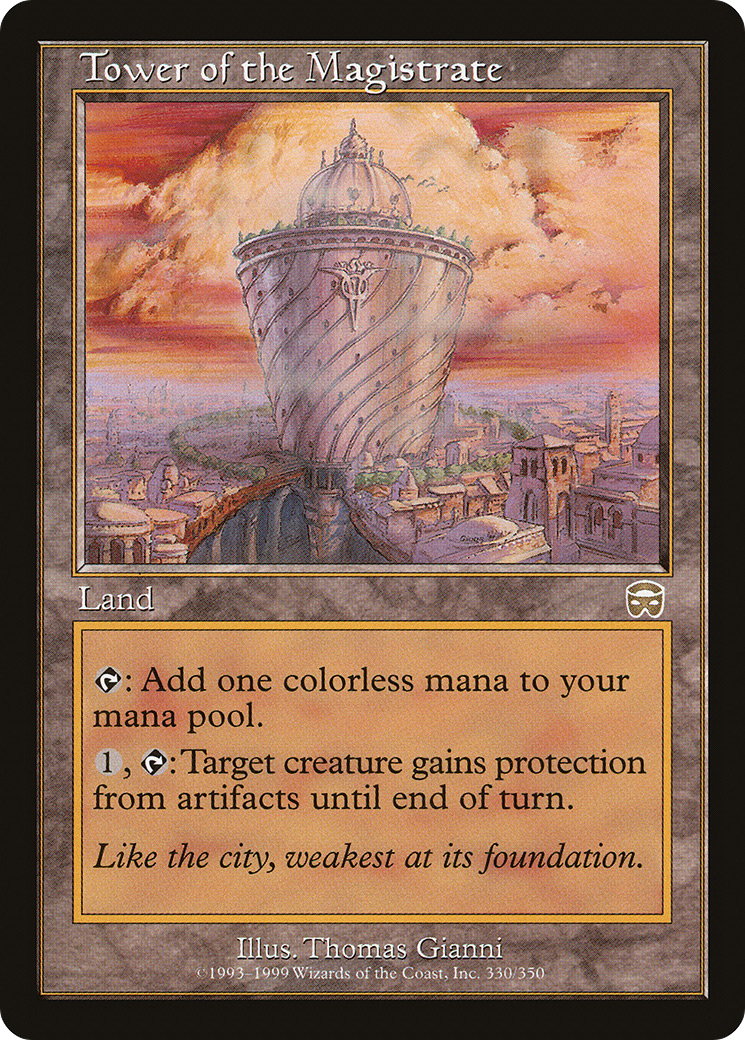 Tower of the Magistrate
Land
: Add one colorless mana to your
mana pool.
1, : Target creature gains protection
from artifacts until end of turn.
Like the city, weakest at its foundation.
Illus. Thomas Gianni
©1993–1999 Wizards of the Coast, Inc. 330/350